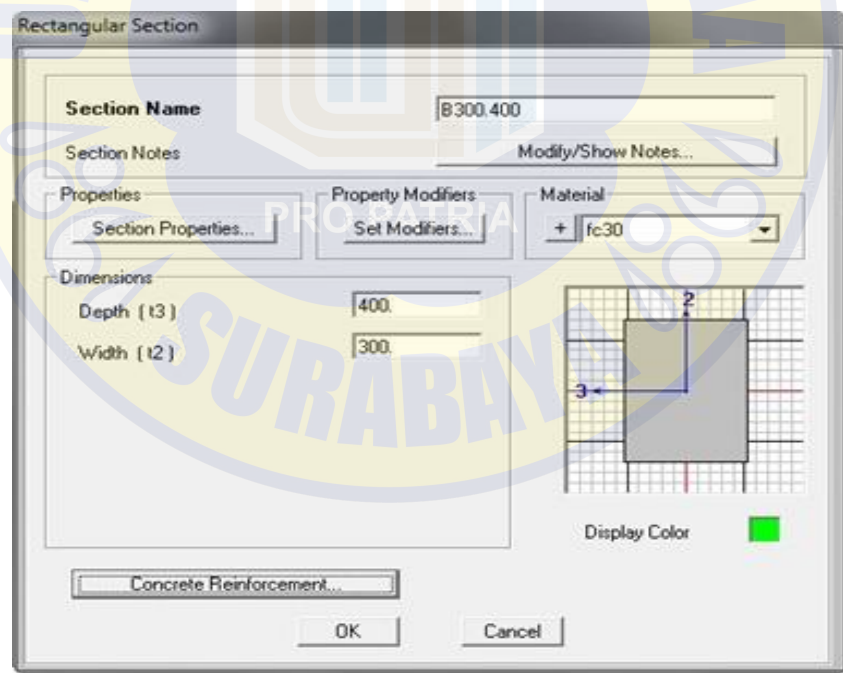 Rectangular Section
Section Name B300.400
Section Notes Modify/Show Notes...
Properties Property Modifiers Material
Section Properties... Set Modifiers... + fc30
PRO PATRIA
Dimensions
Depth ( t3 ) 400.
Width ( t2 ) 300.
2
3
SURABAYA
Display Color
Concrete Reinforcement...
OK Cancel